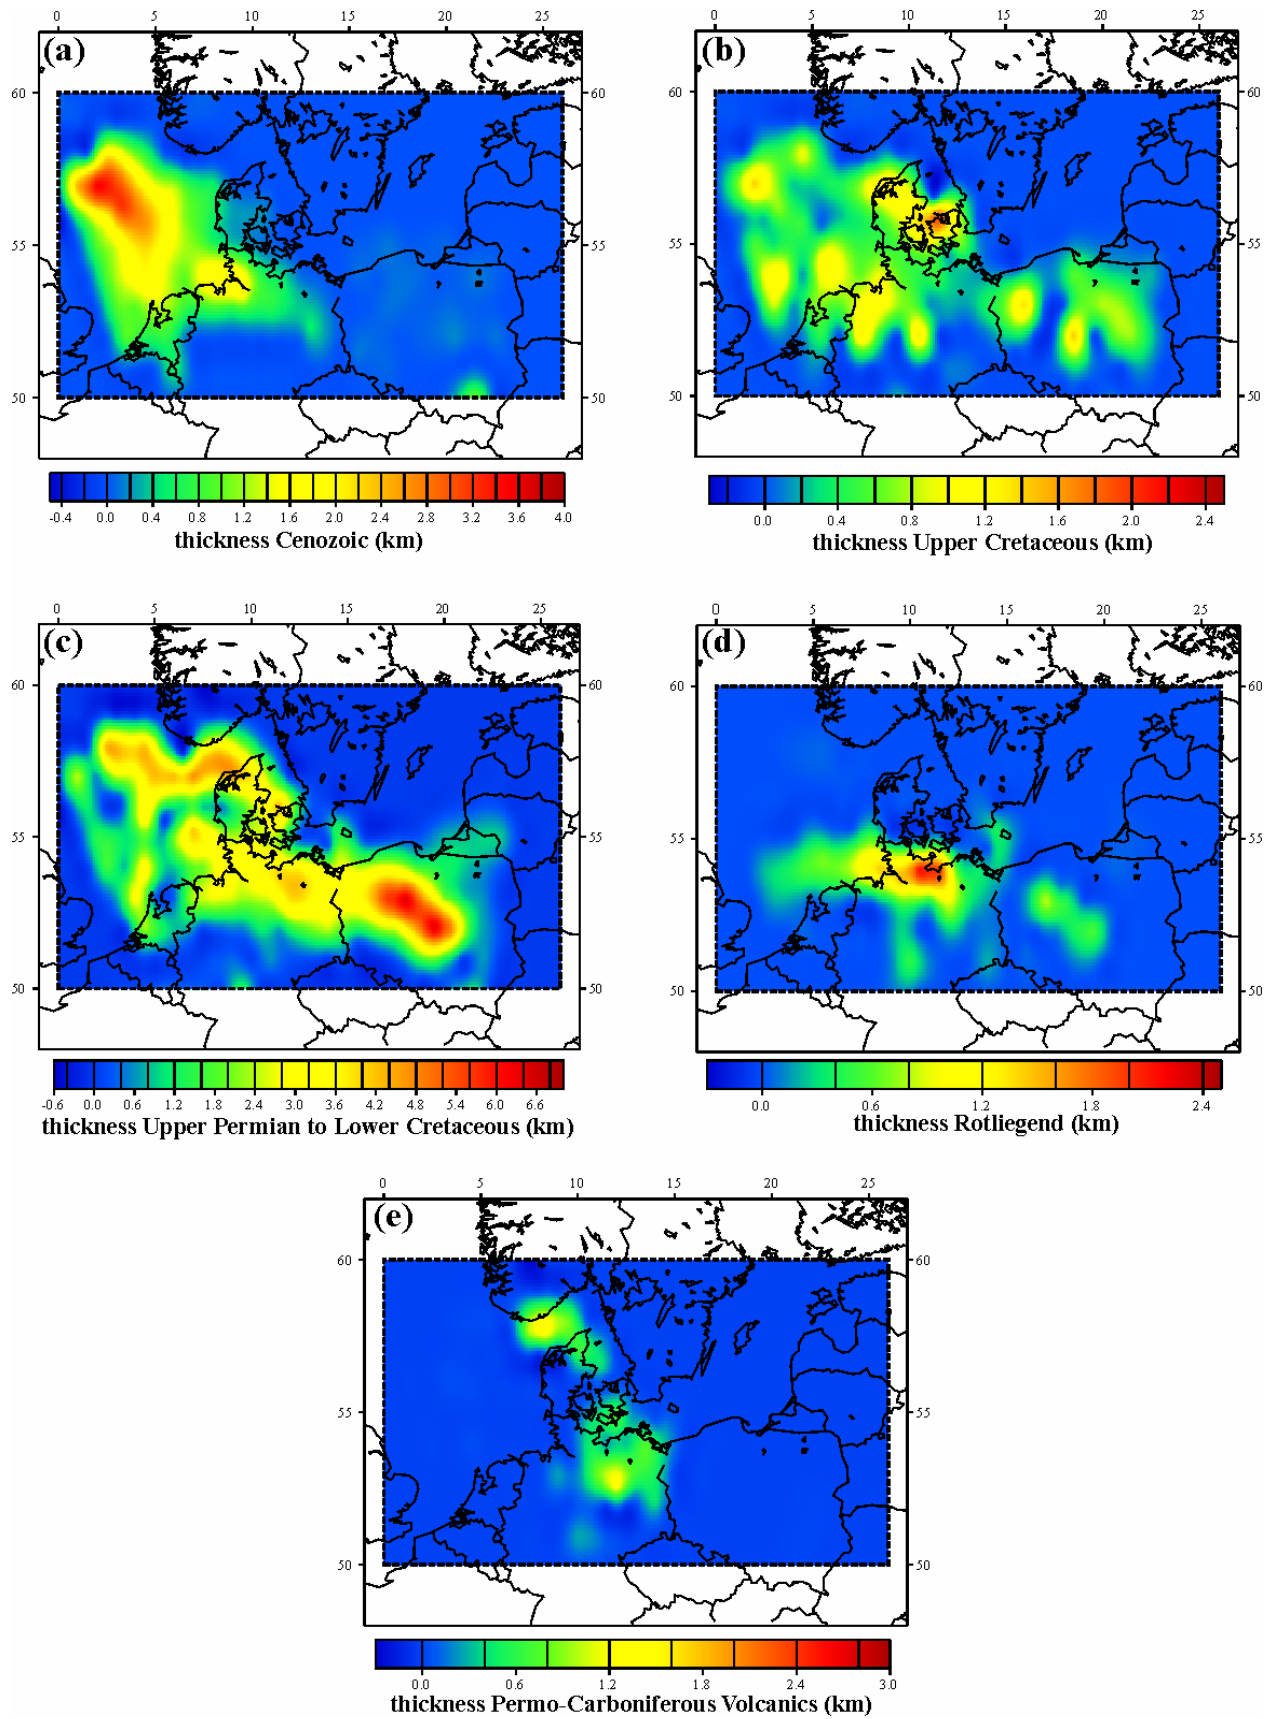 0 5 10 15 20 25
0 5 10 15 20 25
(a)
(b)
60 60
60 60
55 55
55 55
50 50
50 50
-0.4 0.0 0.4 0.8 1.2 1.6 2.0 2.4 2.8 3.2 3.6 4.0
thickness Cenozoic (km)
0.0 0.4 0.8 1.2 1.6 2.0 2.4
thickness Upper Cretaceous (km)
0 5 10 15 20 25
0 5 10 15 20 25
(c)
(d)
60 60
60 60
55 55
55 55
50 50
50 50
-0.6 0.0 0.6 1.2 1.8 2.4 3.0 3.6 4.2 4.8 5.4 6.0 6.6
thickness Upper Permian to Lower Cretaceous (km)
0.0 0.6 1.2 1.8 2.4
thickness Rotliegend (km)
0 5 10 15 20 25
(e)
60 60
55 55
50 50
0.0 0.6 1.2 1.8 2.4 3.0
thickness Permo-Carboniferous Volcanics (km)